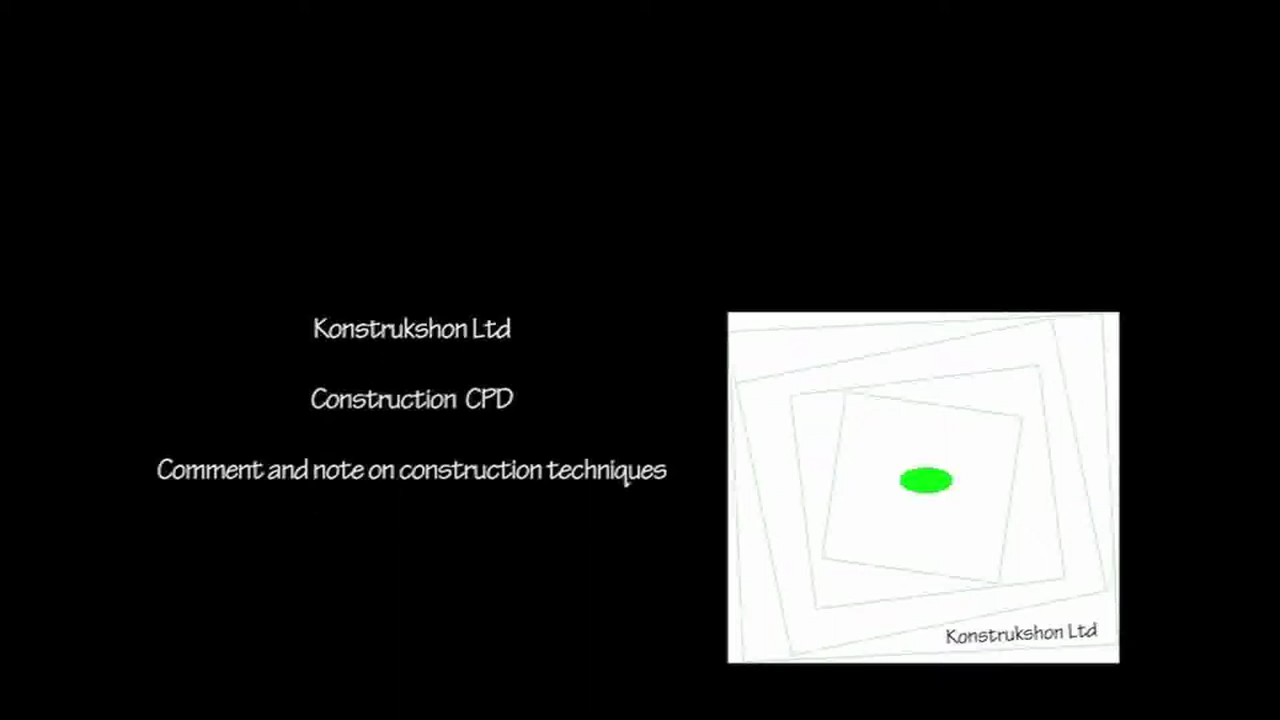 Konstrukshon Ltd
Construction CPD
Comment and note on construction techniques
Konstrukshon Ltd